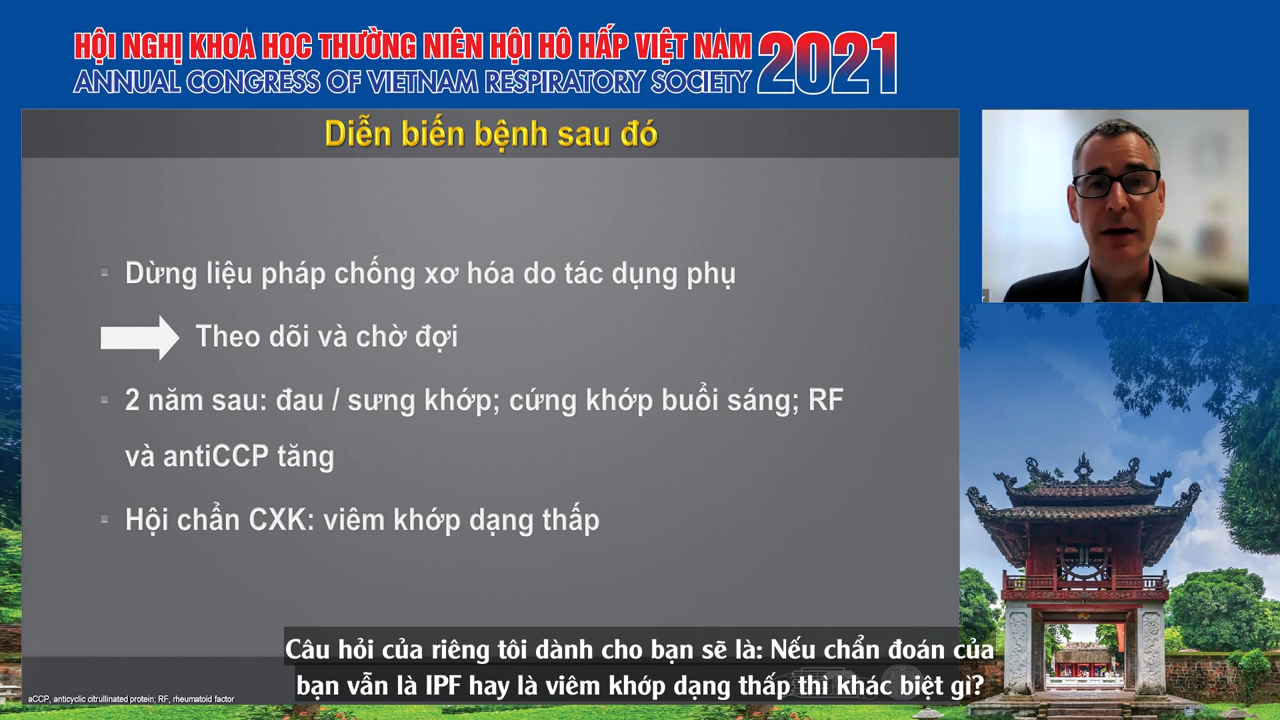 HỘI NGHỊ KHOA HỌC THƯỜNG NIÊN HỘI HÔ HẤP VIỆT NAM 2021
ANNUAL CONGRESS OF VIETNAM RESPIRATORY SOCIETY
Diễn biến bệnh sau đó
Dừng liệu pháp chống xơ hóa do tác dụng phụ
Theo dõi và chờ đợi
2 năm sau: đau / sưng khớp; cứng khớp buổi sáng; RF
và antiCCP tăng
Hội chẩn CXK: viêm khớp dạng thấp
Câu hỏi của riêng tôi dành cho bạn sẽ là: Nếu chẩn đoán của
bạn vẫn là IPF hay là viêm khớp dạng thấp thì khác biệt gì?
aCCP, anticyclic citrullinated protein; RF, rheumatoid factor